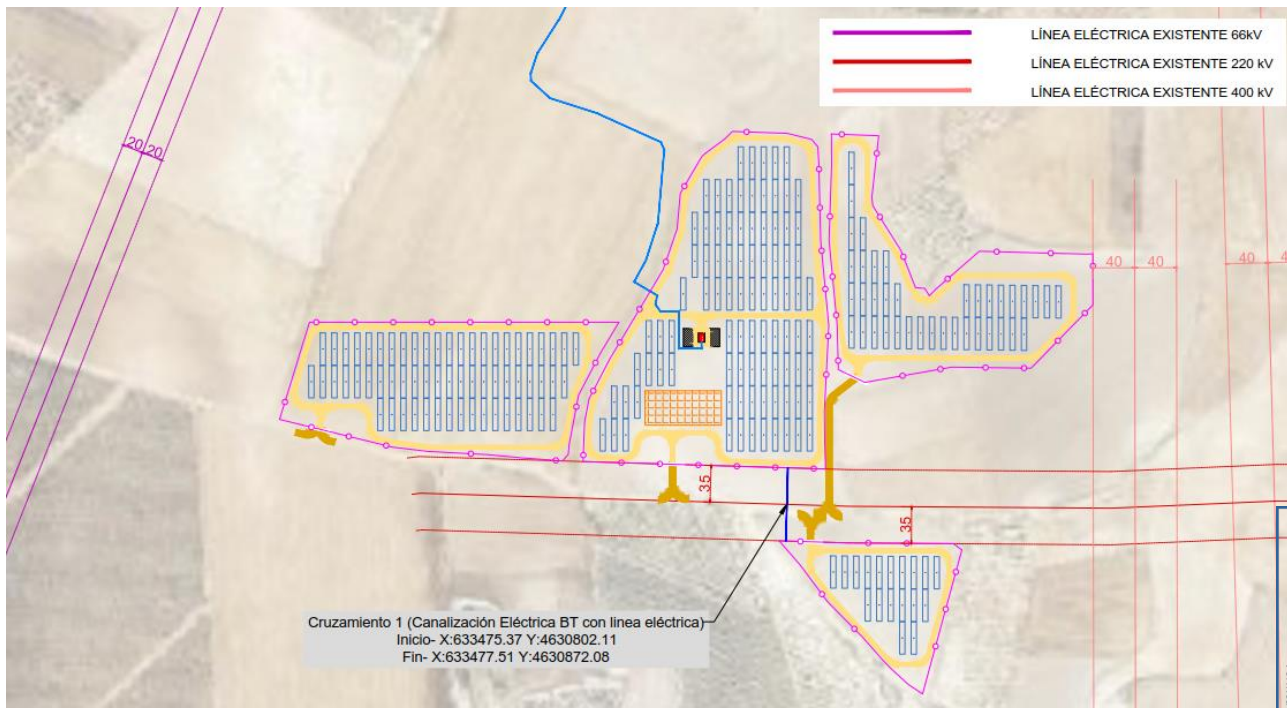 LÍNEA ELÉCTRICA EXISTENTE 66kV
LÍNEA ELÉCTRICA EXISTENTE 220 kV
LÍNEA ELÉCTRICA EXISTENTE 400 kV
20 20
40 40
40 4
35
35
Cruzamiento 1 (Canalización Eléctrica BT con linea eléctrica)
Inicio- X:633475.37 Y:4630802.11
Fin- X:633477.51 Y:4630872.08